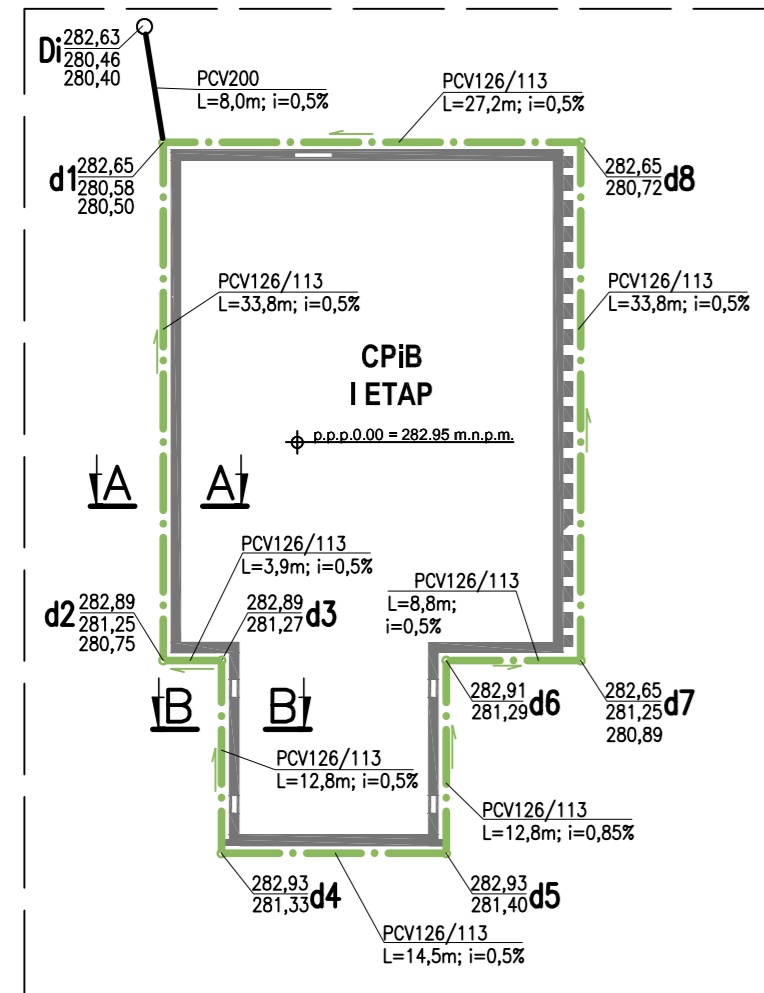 Di 282,63
280,46
280,40
PCV200
L=8,0m; i=0,5%
PCV126/113
L=27,2m; i=0,5%
d1 282,65
280,58
280,50
282,65 d8
280,72
PCV126/113
L=33,8m; i=0,5%
PCV126/113
L=33,8m; i=0,5%
CPiB
I ETAP
p.p.p.0.00 = 282.95 m.n.p.m.
A A
PCV126/113
L=3,9m; i=0,5%
PCV126/113
L=8,8m;
i=0,5%
d2 282,89
281,25
280,75
282,89 d3
281,27
282,91 d6
281,29
282,65 d7
281,25
280,89
B B
PCV126/113
L=12,8m; i=0,5%
PCV126/113
L=12,8m; i=0,85%
282,93 d4
281,33
282,93 d5
281,40
PCV126/113
L=14,5m; i=0,5%